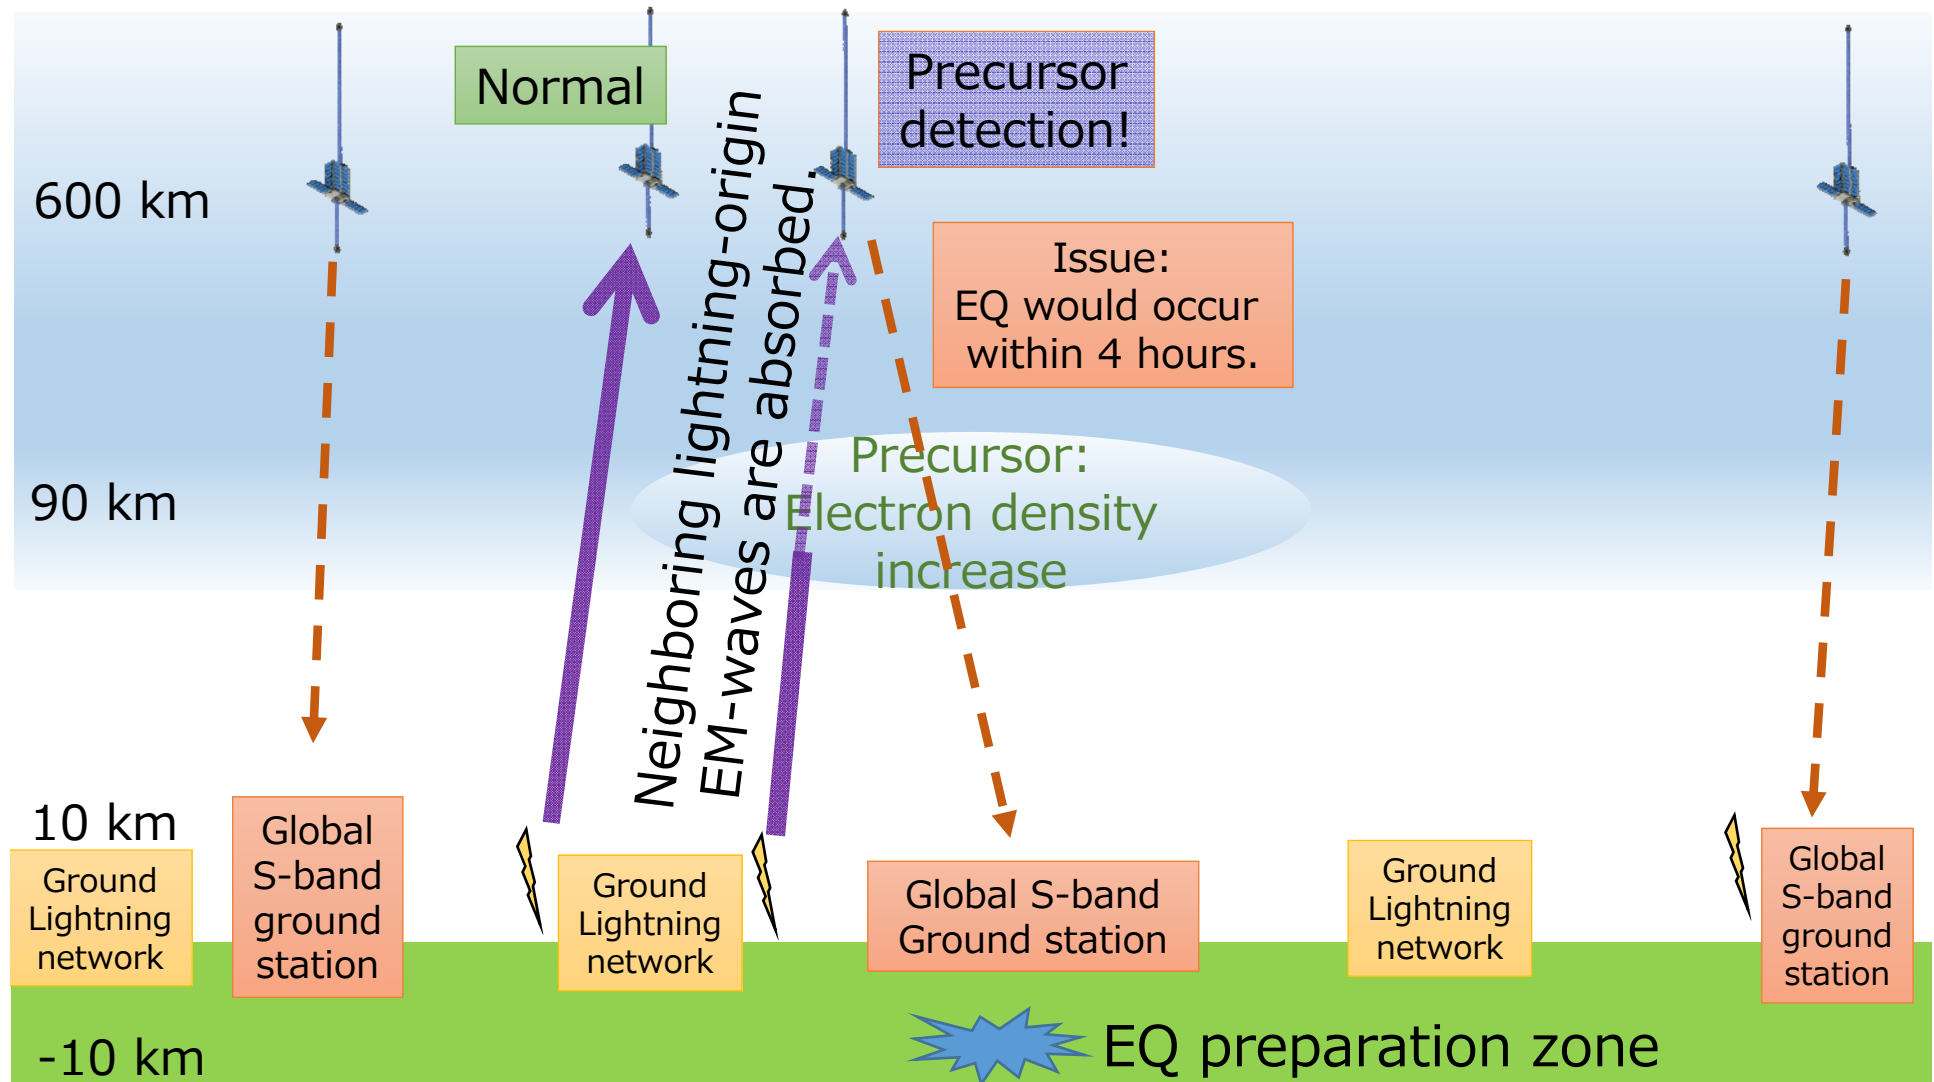 Normal
Precursor
detection!
600 km
Neighboring lightning-origin
EM-waves are absorbed.
Issue:
EQ would occur
within 4 hours.
Precursor:
Electron density
increase
90 km
10 km
Ground
Lightning
network
Global
S-band
ground
station
Ground
Lightning
network
Global S-band
Ground station
Ground
Lightning
network
Global
S-band
ground
station
-10 km
EQ preparation zone